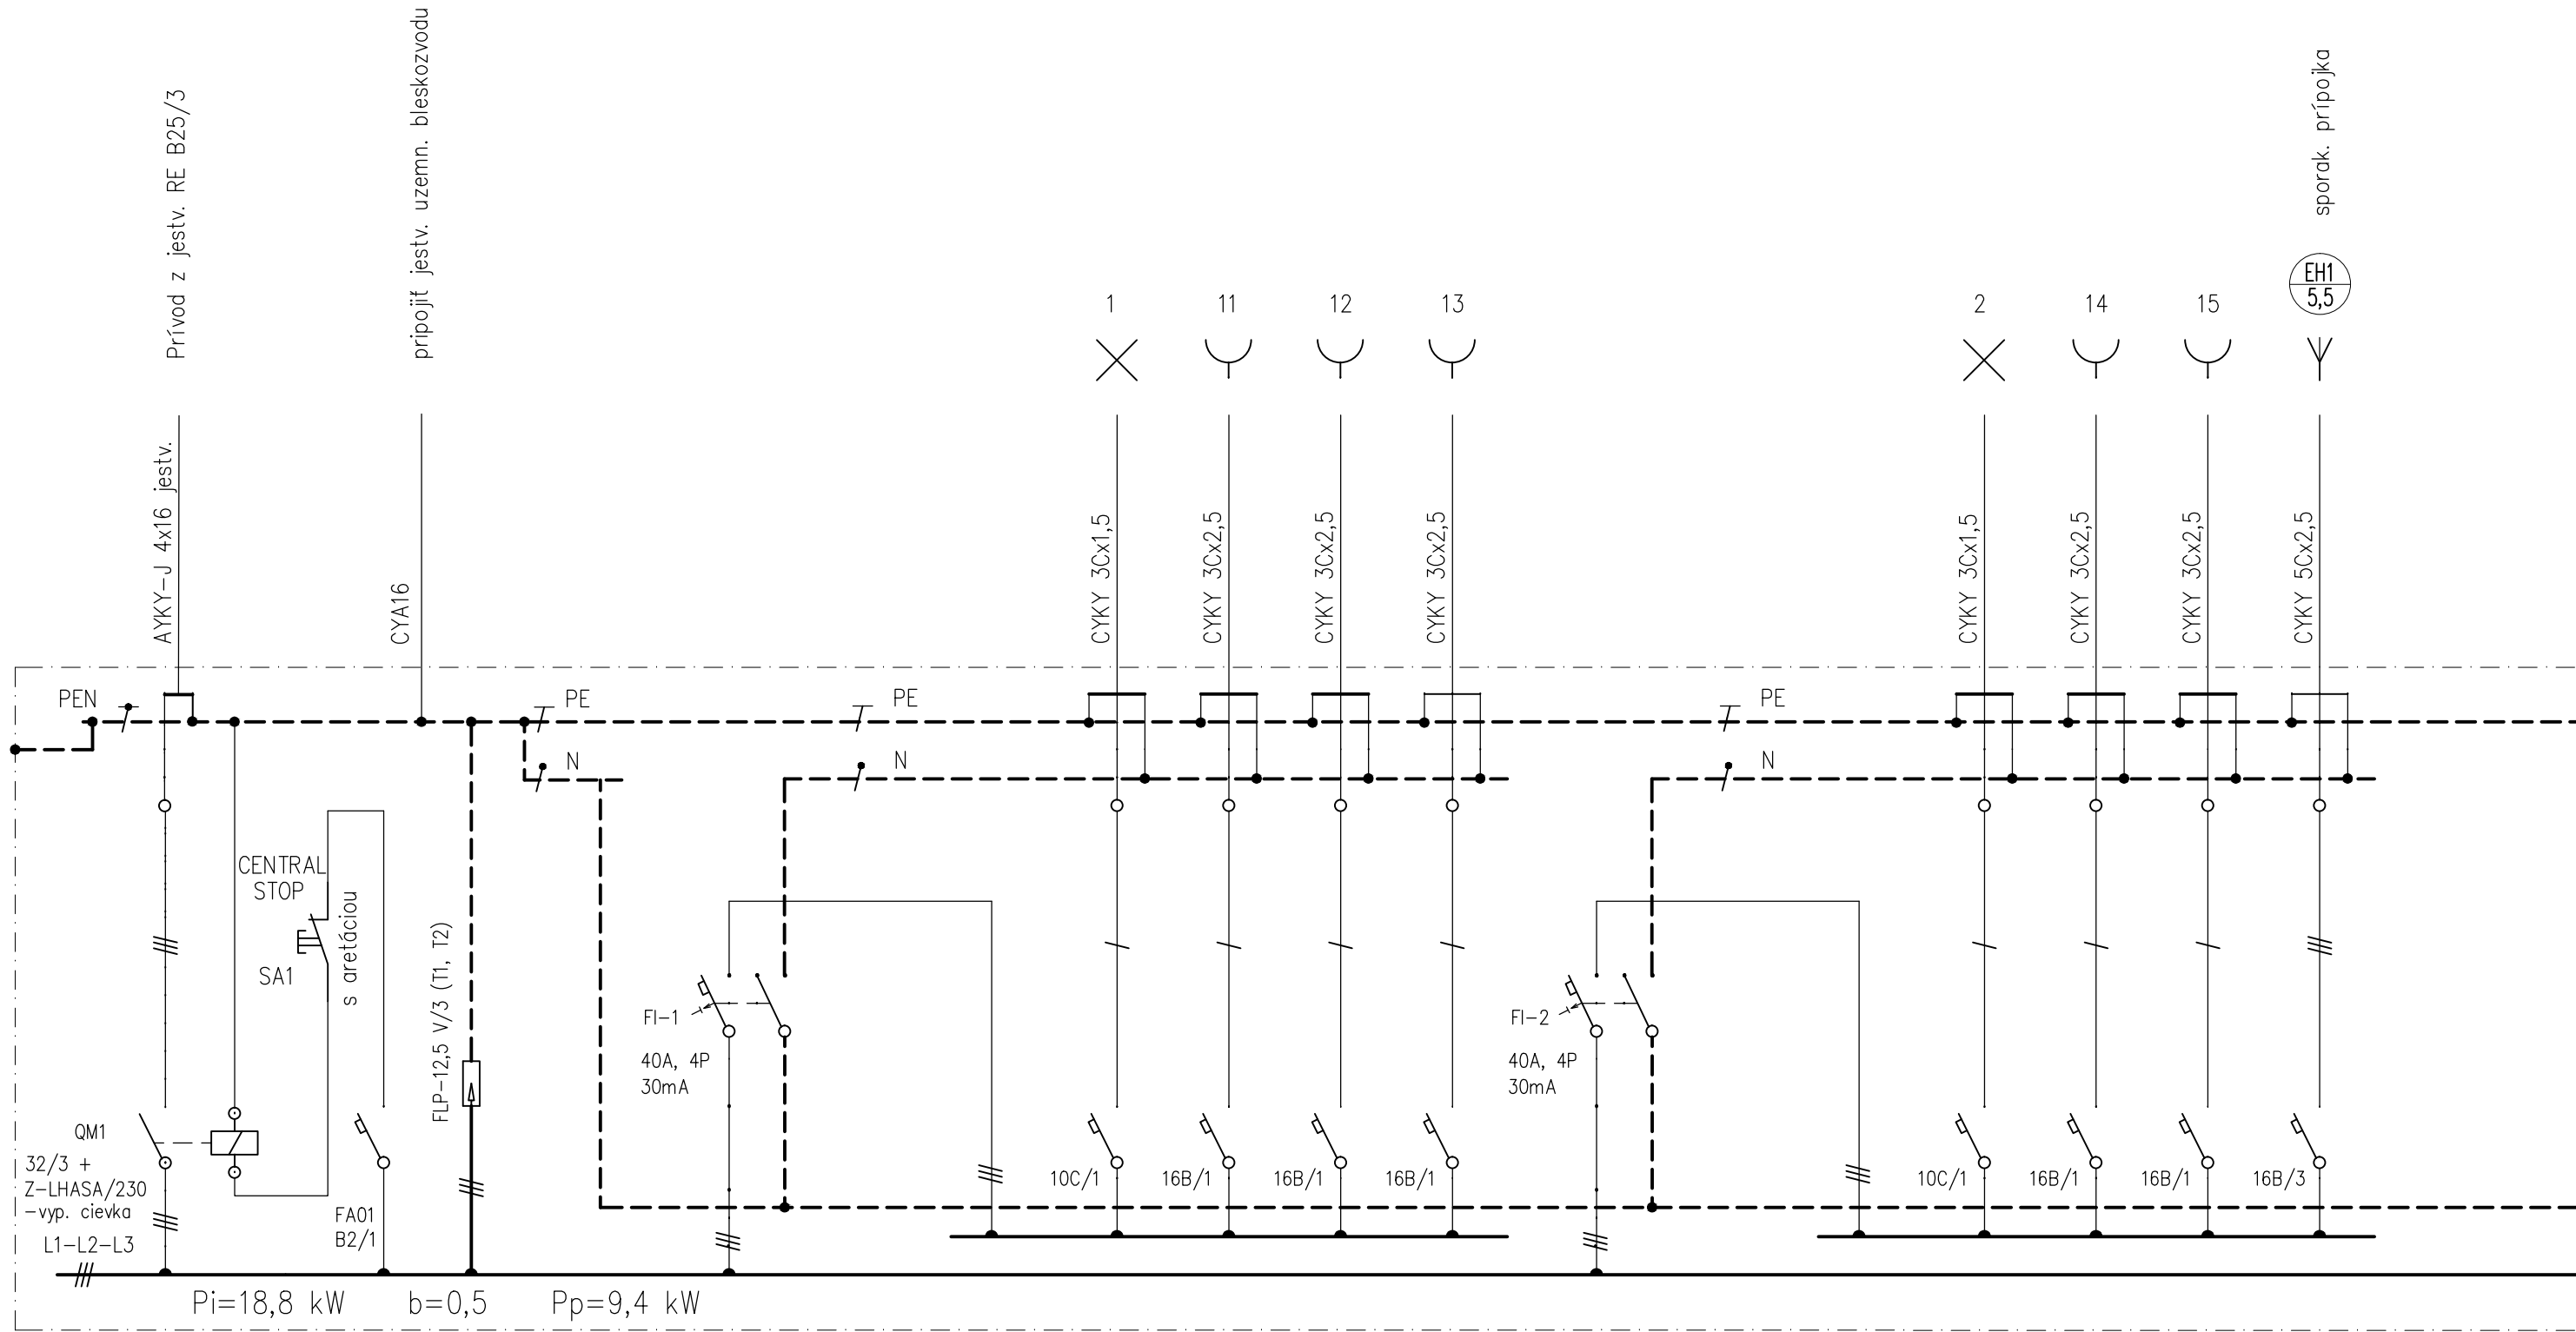 Prívod z jestv. RE B25/3
pripojiť jestv. uzemn. bleskozvodu
sporak. prípojka
1
11
12
13
2
14
15
EH1
5,5
AYKY-J 4x16 jestv.
CYA16
CYKY 3Cx1,5
CYKY 3Cx2,5
CYKY 3Cx2,5
CYKY 3Cx2,5
CYKY 3Cx1,5
CYKY 3Cx2,5
CYKY 3Cx2,5
CYKY 5Cx2,5
PEN
PE
PE
PE
N
N
N
CENTRAL
STOP
s aretáciou
SA1
FLP-12,5 V/3 (T1, T2)
FI-1
40A, 4P
30mA
FI-2
40A, 4P
30mA
QM1
32/3 +
Z-LHASA/230
-vyp. cievka
FA01
B2/1
10C/1
16B/1
16B/1
16B/1
10C/1
16B/1
16B/1
16B/3
L1-L2-L3
Pi=18,8 kW b=0,5 Pp=9,4 kW